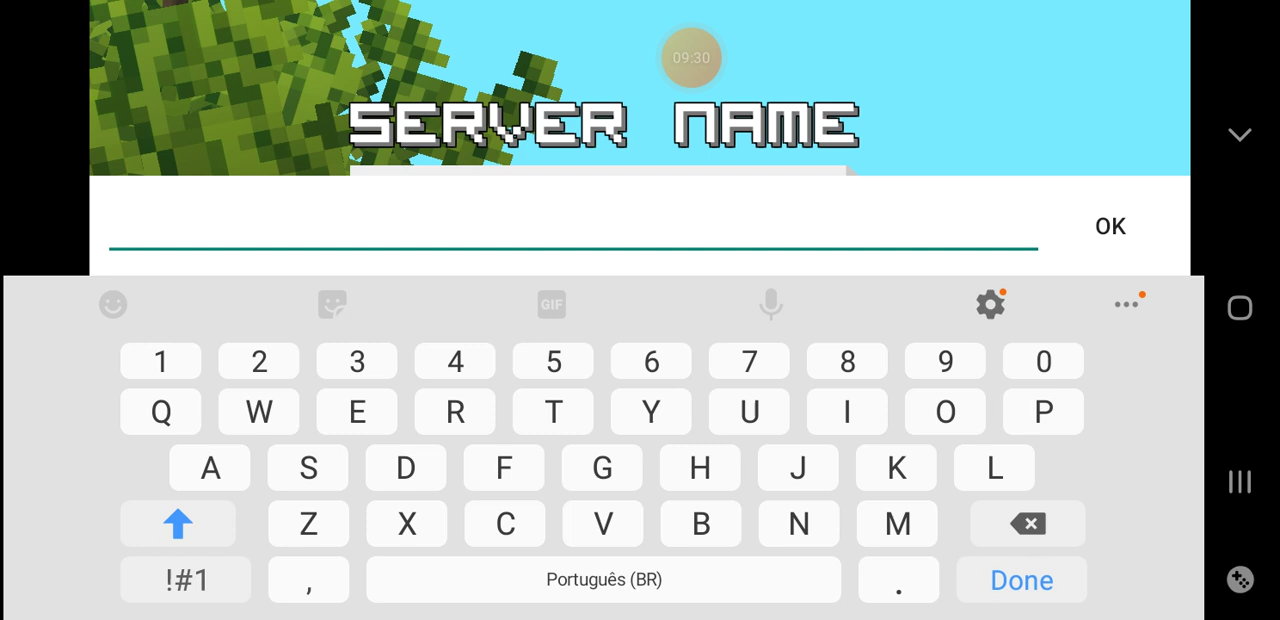 09:30
SERVER NAME
OK
GIF
1 2 3 4 5 6 7 8 9 0
Q W E R T Y U I O P
A S D F G H J K L
Z X C V B N M
!#1 , Português (BR) . Done